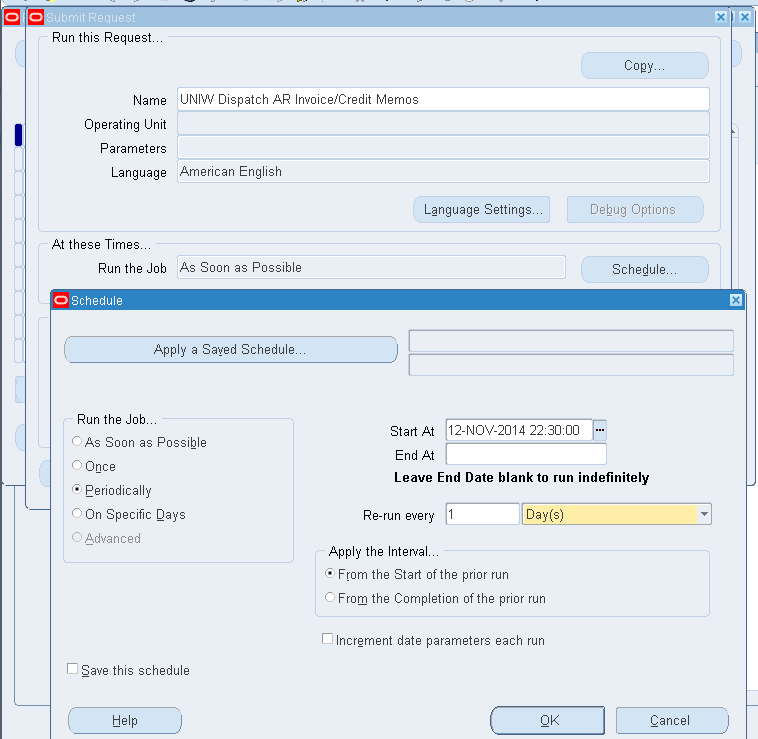 Submit Request
Run this Request...
Copy...
Name UNIW Dispatch AR Invoice/Credit Memos
Operating Unit
Parameters
Language American English
Language Settings... Debug Options
At these Times...
Run the Job As Soon as Possible Schedule...
Schedule
Apply a Saved Schedule...
Run the Job...
As Soon as Possible
Once
Periodically
On Specific Days
Advanced
Start At 12-NOV-2014 22:30:00 ...
End At
Leave End Date blank to run indefinitely
Re-run every 1 Day(s)
Apply the Interval...
From the Start of the prior run
From the Completion of the prior run
Increment date parameters each run
Save this schedule
Help OK Cancel